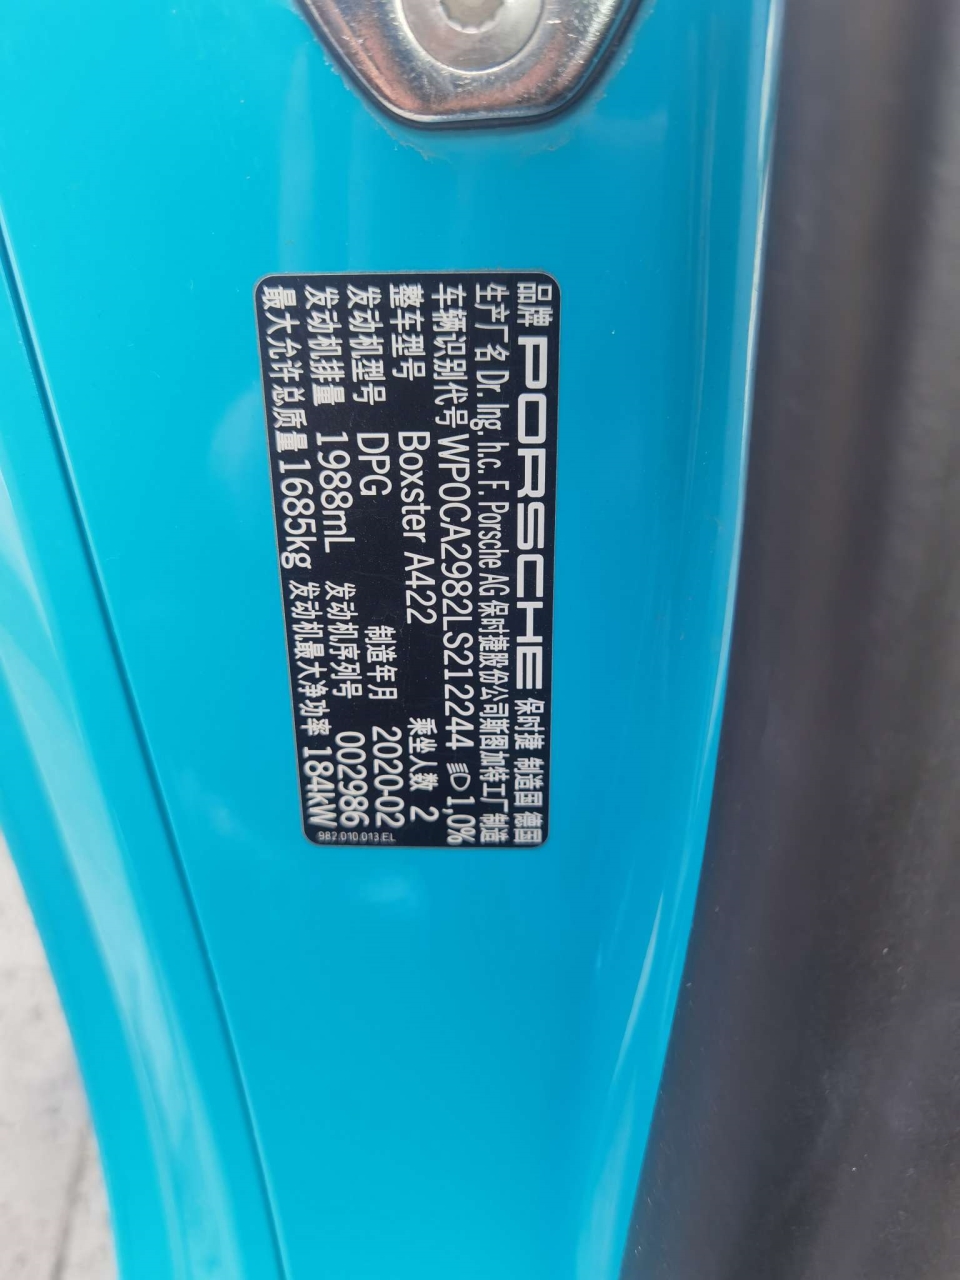 品牌 PORSCHE 保时捷 制造国 德国
生产厂名 Dr. Ing. h.c. F. Porsche AG 保时捷股份公司斯图加特工厂制造
车辆识别代号 WP0CA2982LS212244 1,0%
整车型号 Boxster A422 乘坐人数 2
发动机型号 DPG 制造年月 2020-02
发动机排量 1988mL 发动机序列号 002986
最大允许总质量 1685kg 发动机最大净功率 184kW
982.010.013.EL